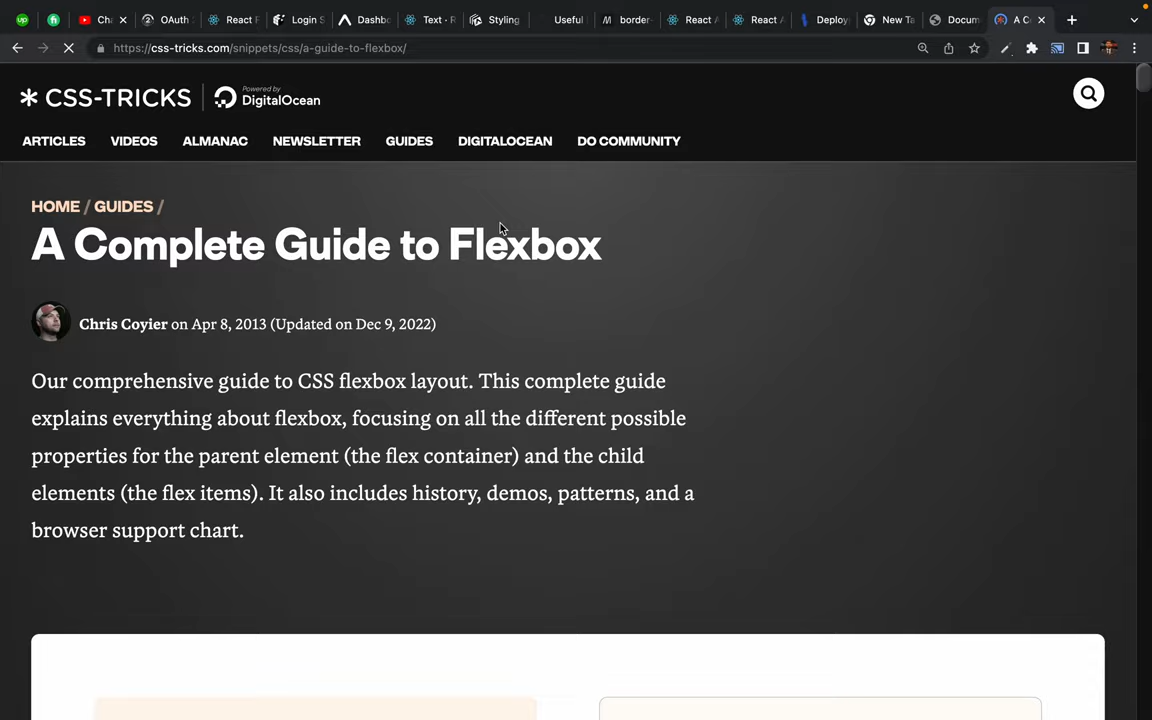 Cha
OAuth
React F
Login S
Dashbo
Text · R
Styling
Useful
border-
React A
React A
Deploy
New Ta
Docum
A C
https://css-tricks.com/snippets/css/a-guide-to-flexbox/
CSS-TRICKS
Powered by
DigitalOcean
ARTICLES VIDEOS ALMANAC NEWSLETTER GUIDES DIGITALOCEAN DO COMMUNITY
HOME / GUIDES /
A Complete Guide to Flexbox
Chris Coyier on Apr 8, 2013 (Updated on Dec 9, 2022)
Our comprehensive guide to CSS flexbox layout. This complete guide
explains everything about flexbox, focusing on all the different possible
properties for the parent element (the flex container) and the child
elements (the flex items). It also includes history, demos, patterns, and a
browser support chart.